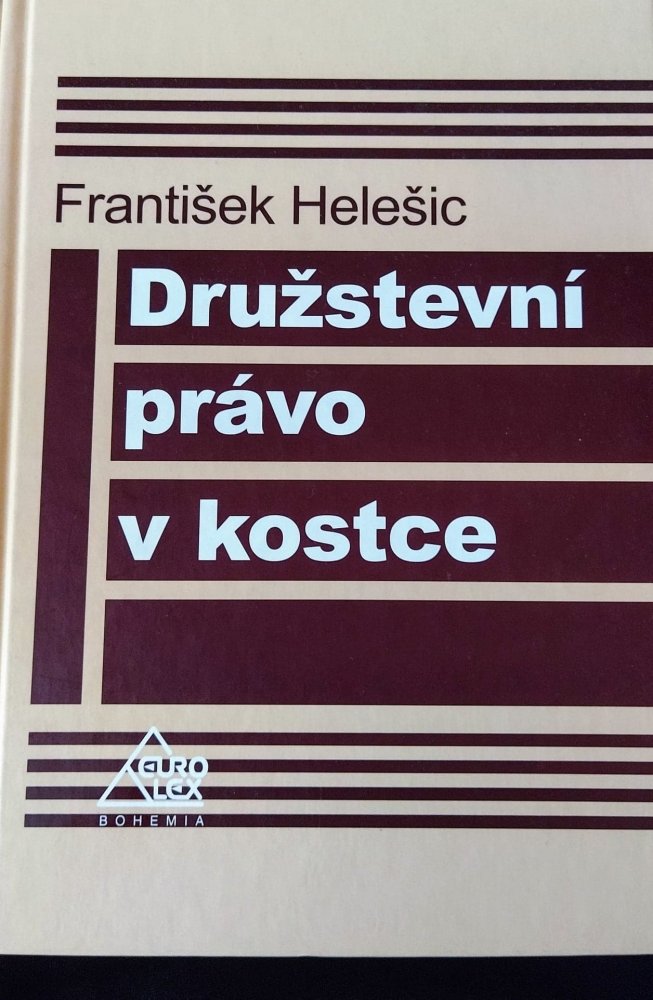 František Helešic
Družstevní
právo
v kostce
EURO
LEX
BOHEMIA